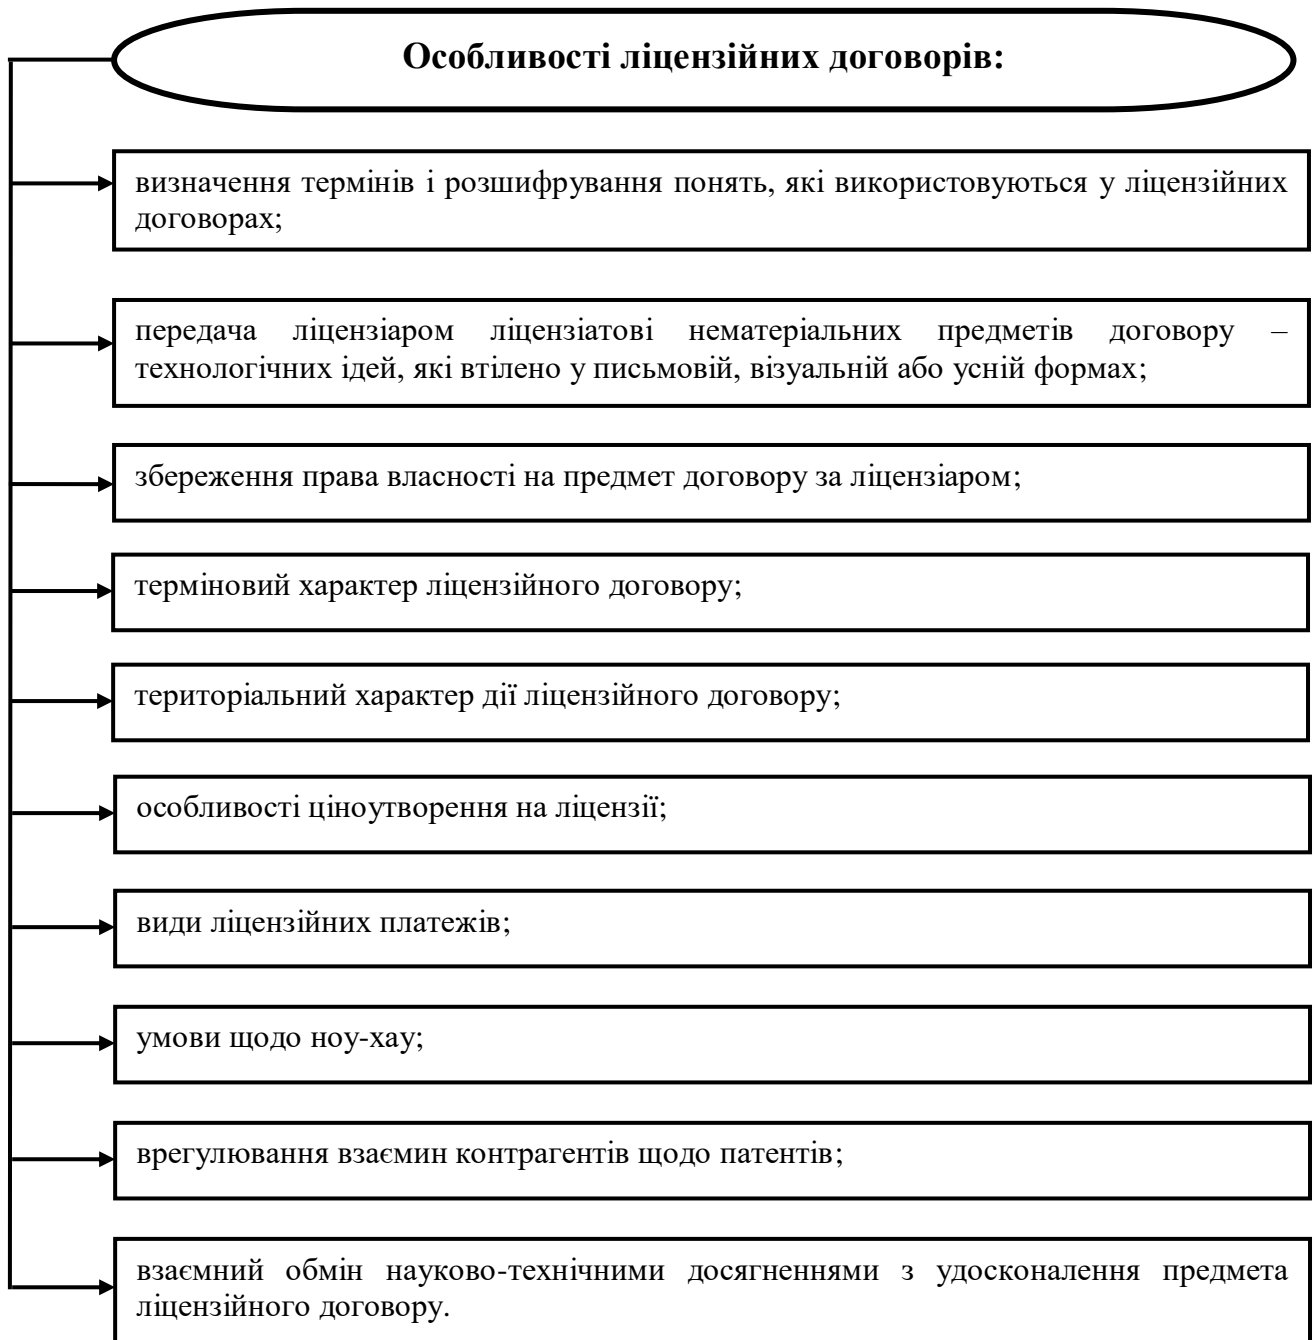 Особливості ліцензійних договорів:
визначення термінів і розшифрування понять, які використовуються у ліцензійних
договорах;
передача ліцензіаром ліцензіатові нематеріальних предметів договору –
технологічних ідей, які втілено у письмовій, візуальній або усній формах;
збереження права власності на предмет договору за ліцензіаром;
терміновий характер ліцензійного договору;
територіальний характер дії ліцензійного договору;
особливості ціноутворення на ліцензії;
види ліцензійних платежів;
умови щодо ноу-хау;
врегулювання взаємин контрагентів щодо патентів;
взаємний обмін науково-технічними досягненнями з удосконалення предмета
ліцензійного договору.